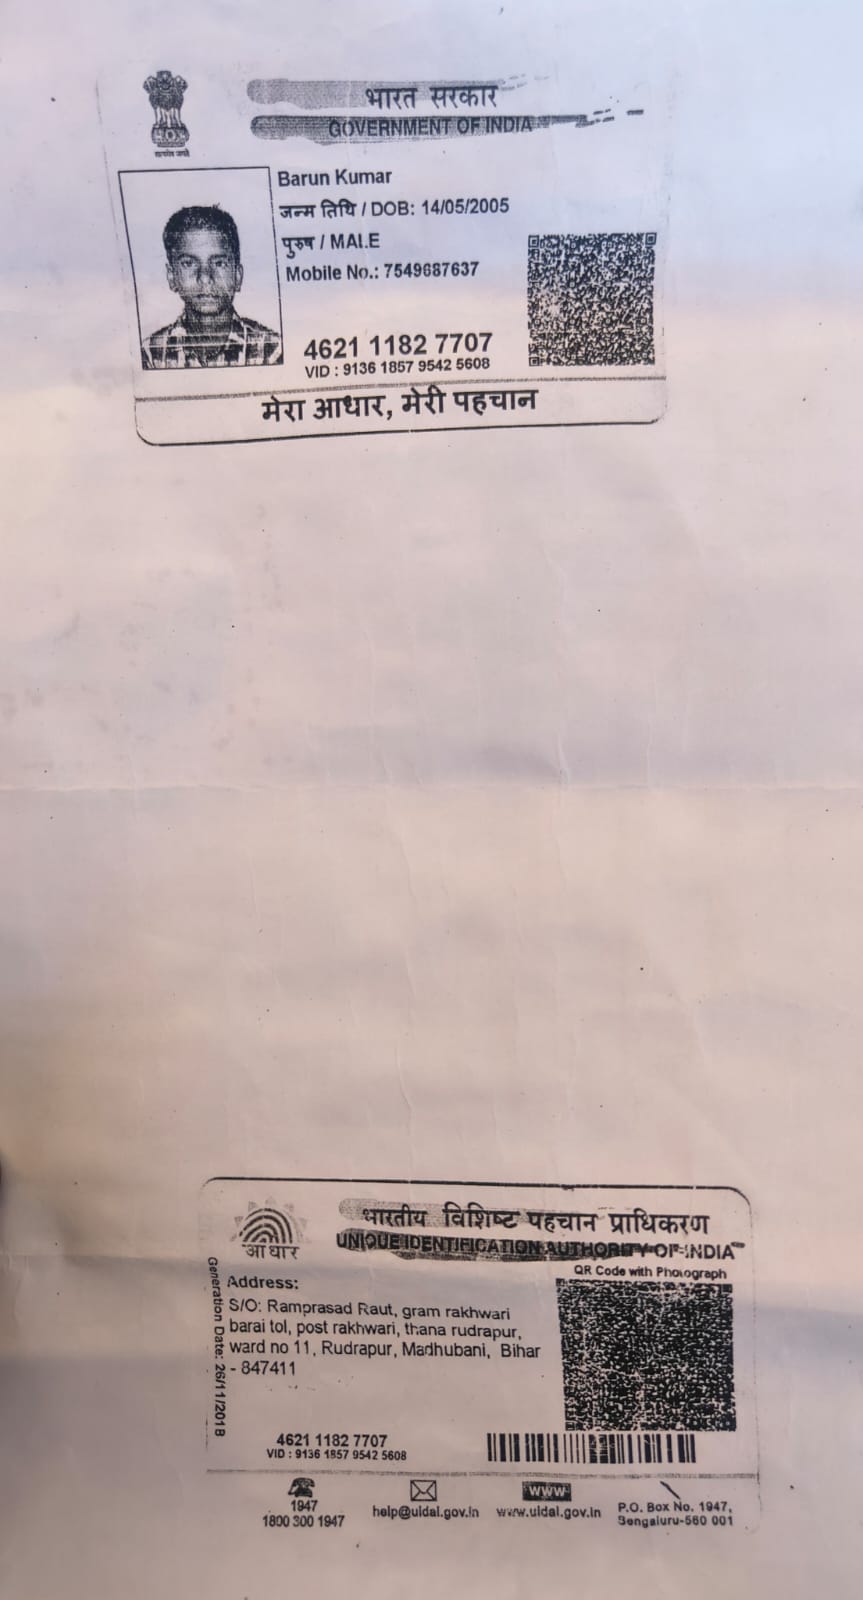 भारत सरकार
GOVERNMENT OF INDIA
Barun Kumar
जन्म तिथि / DOB: 14/05/2005
पुरुष / MALE
Mobile No.: 7549687637
4621 1182 7707
VID : 9136 1857 9542 5608
मेरा आधार, मेरी पहचान
भारतीय विशिष्ट पहचान प्राधिकरण
UNIQUE IDENTIFICATION AUTHORITY OF INDIA
आधार
QR Code with Photograph
Generation Date: 26/11/2018
Address:
S/O: Ramprasad Raut, gram rakhwari
barai tol, post rakhwari, thana rudrapur,
ward no 11, Rudrapur, Madhubani, Bihar
- 847411
4621 1182 7707
VID : 9136 1857 9542 5608
1947
1800 300 1947
help@uidai.gov.in
WWW
www.uidai.gov.in
P.O. Box No. 1947,
Bengaluru-560 001